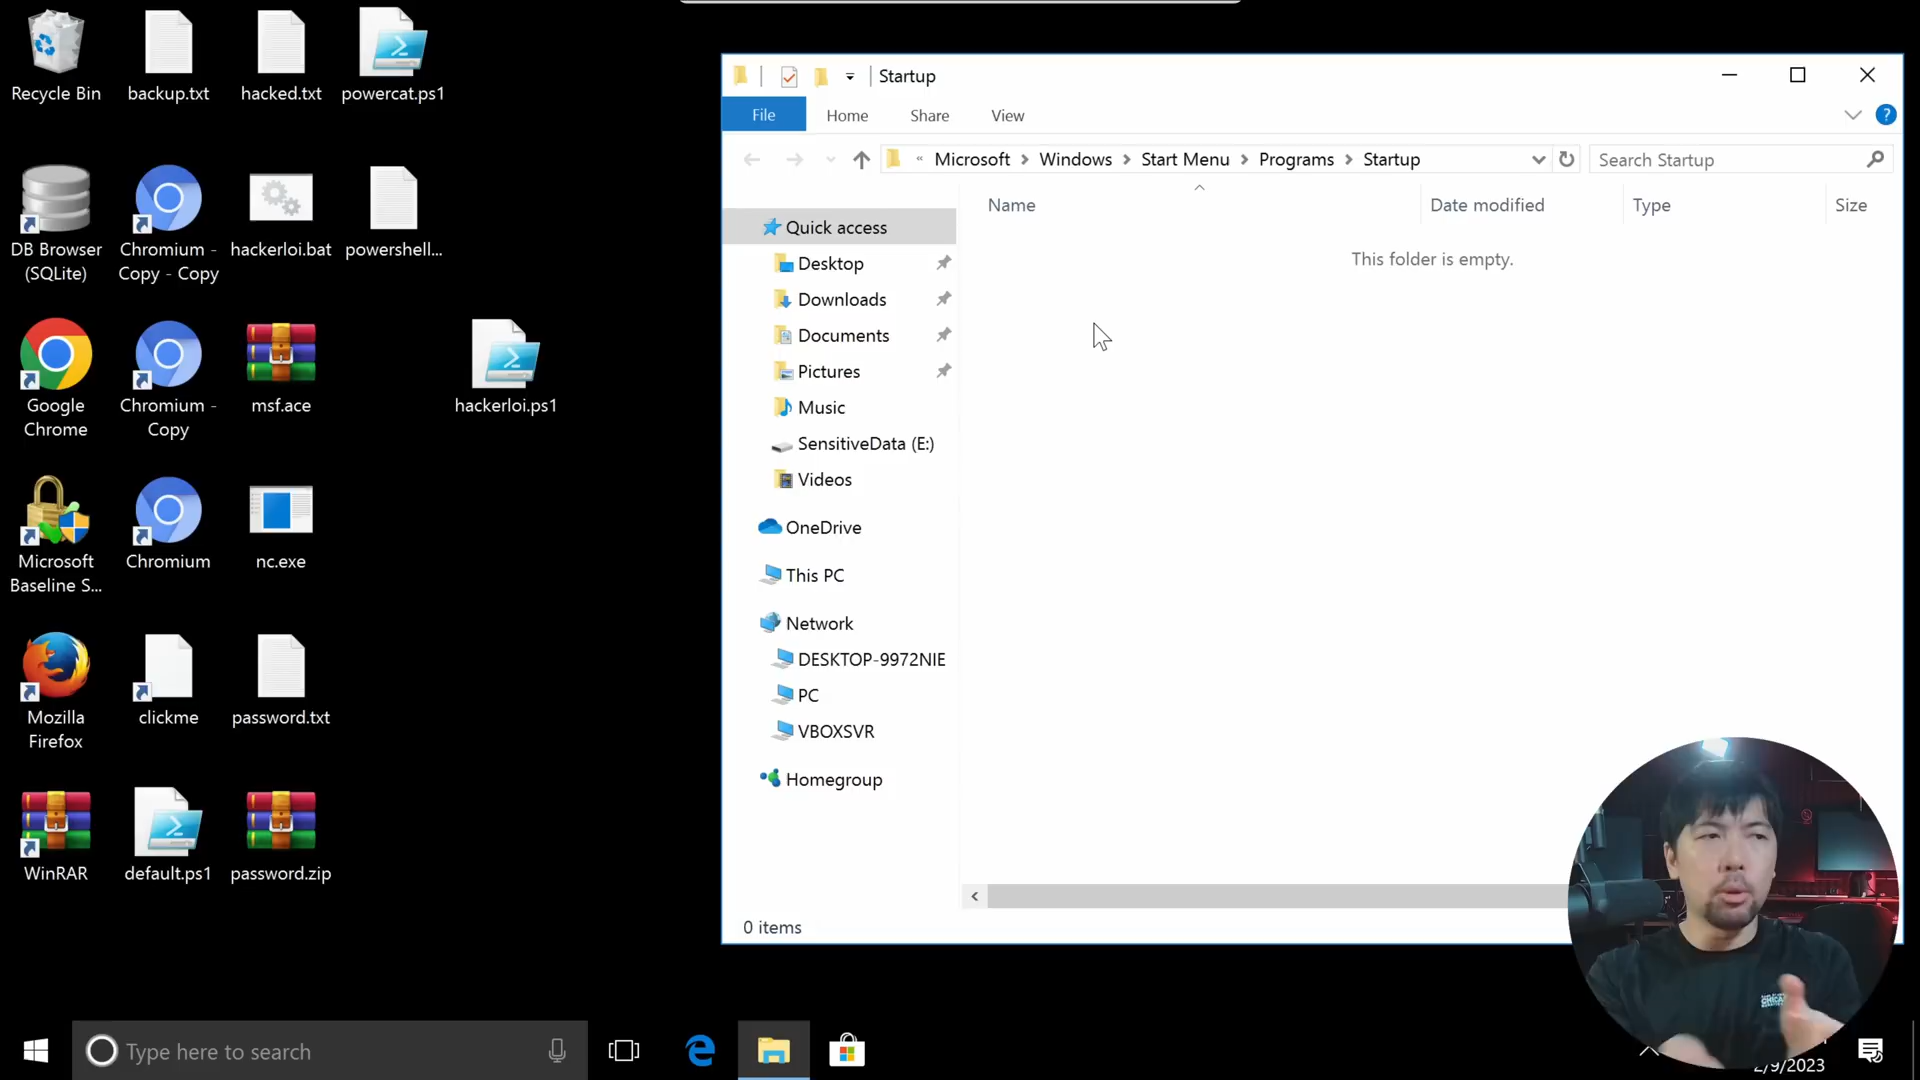 Recycle Bin
backup.txt
hacked.txt
powercat.ps1
DB Browser
(SQLite)
Chromium -
Copy - Copy
hackerloi.bat
powershell...
Google
Chrome
Chromium -
Copy
msf.ace
hackerloi.ps1
Microsoft
Baseline S...
Chromium
nc.exe
Mozilla
Firefox
clickme
password.txt
WinRAR
default.ps1
password.zip
Startup
File
Home
Share
View
« Microsoft > Windows > Start Menu > Programs > Startup
Search Startup
Name
Date modified
Type
Size
This folder is empty.
Quick access
Desktop
Downloads
Documents
Pictures
Music
SensitiveData (E:)
Videos
OneDrive
This PC
Network
DESKTOP-9972NIE
PC
VBOXSVR
Homegroup
0 items
Type here to search
2/9/2023